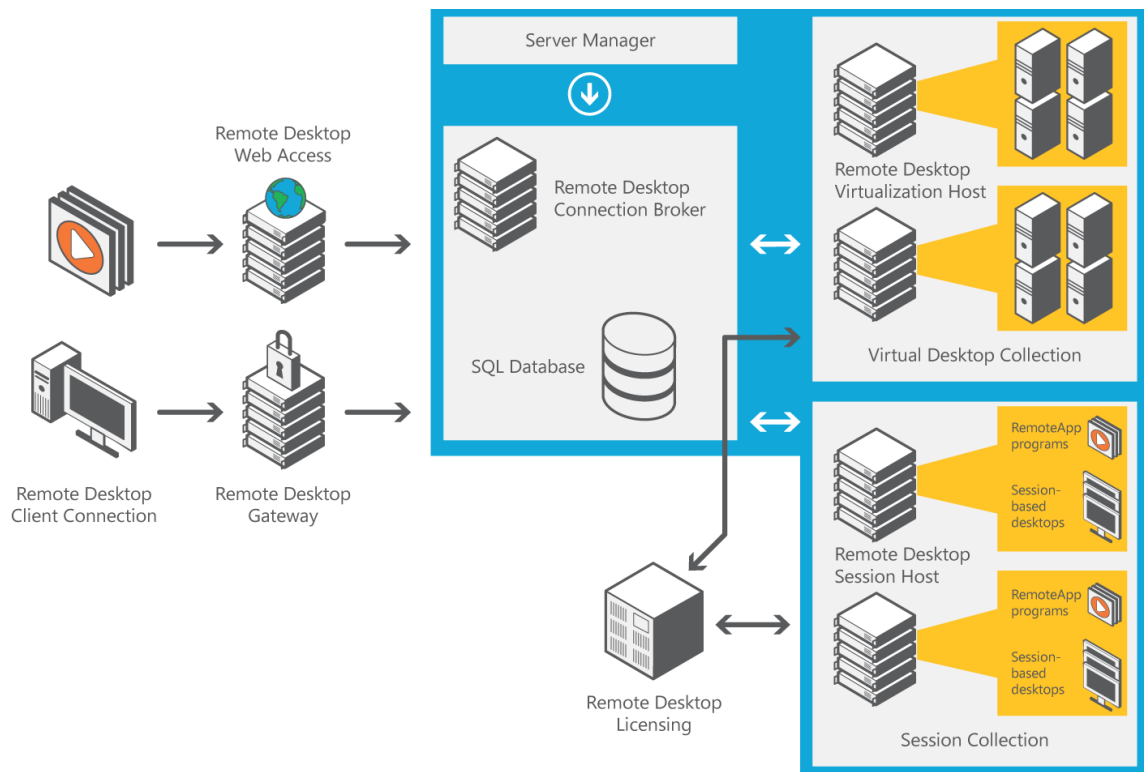 Server Manager
Remote Desktop
Web Access
Remote Desktop
Connection Broker
SQL Database
Remote Desktop
Client Connection
Remote Desktop
Gateway
Remote Desktop
Virtualization Host
Virtual Desktop Collection
RemoteApp
programs
Session-
based
desktops
Remote Desktop
Session Host
RemoteApp
programs
Session-
based
desktops
Session Collection
Remote Desktop
Licensing